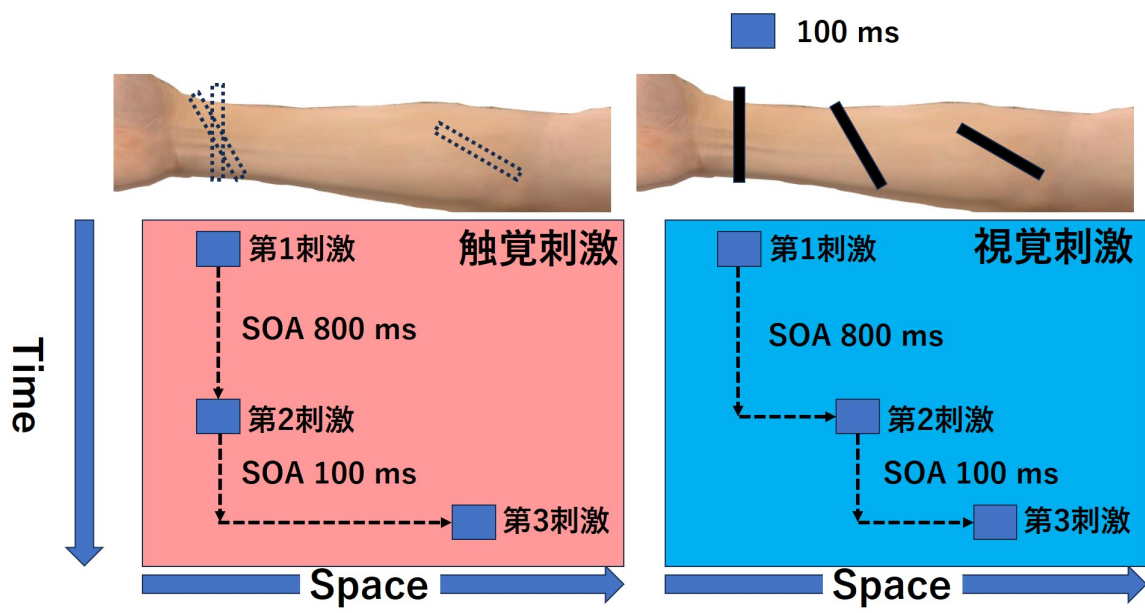 100 ms
Time
触覚刺激
第1刺激
SOA 800 ms
第2刺激
SOA 100 ms
第3刺激
Space
視覚刺激
第1刺激
SOA 800 ms
第2刺激
SOA 100 ms
第3刺激
Space